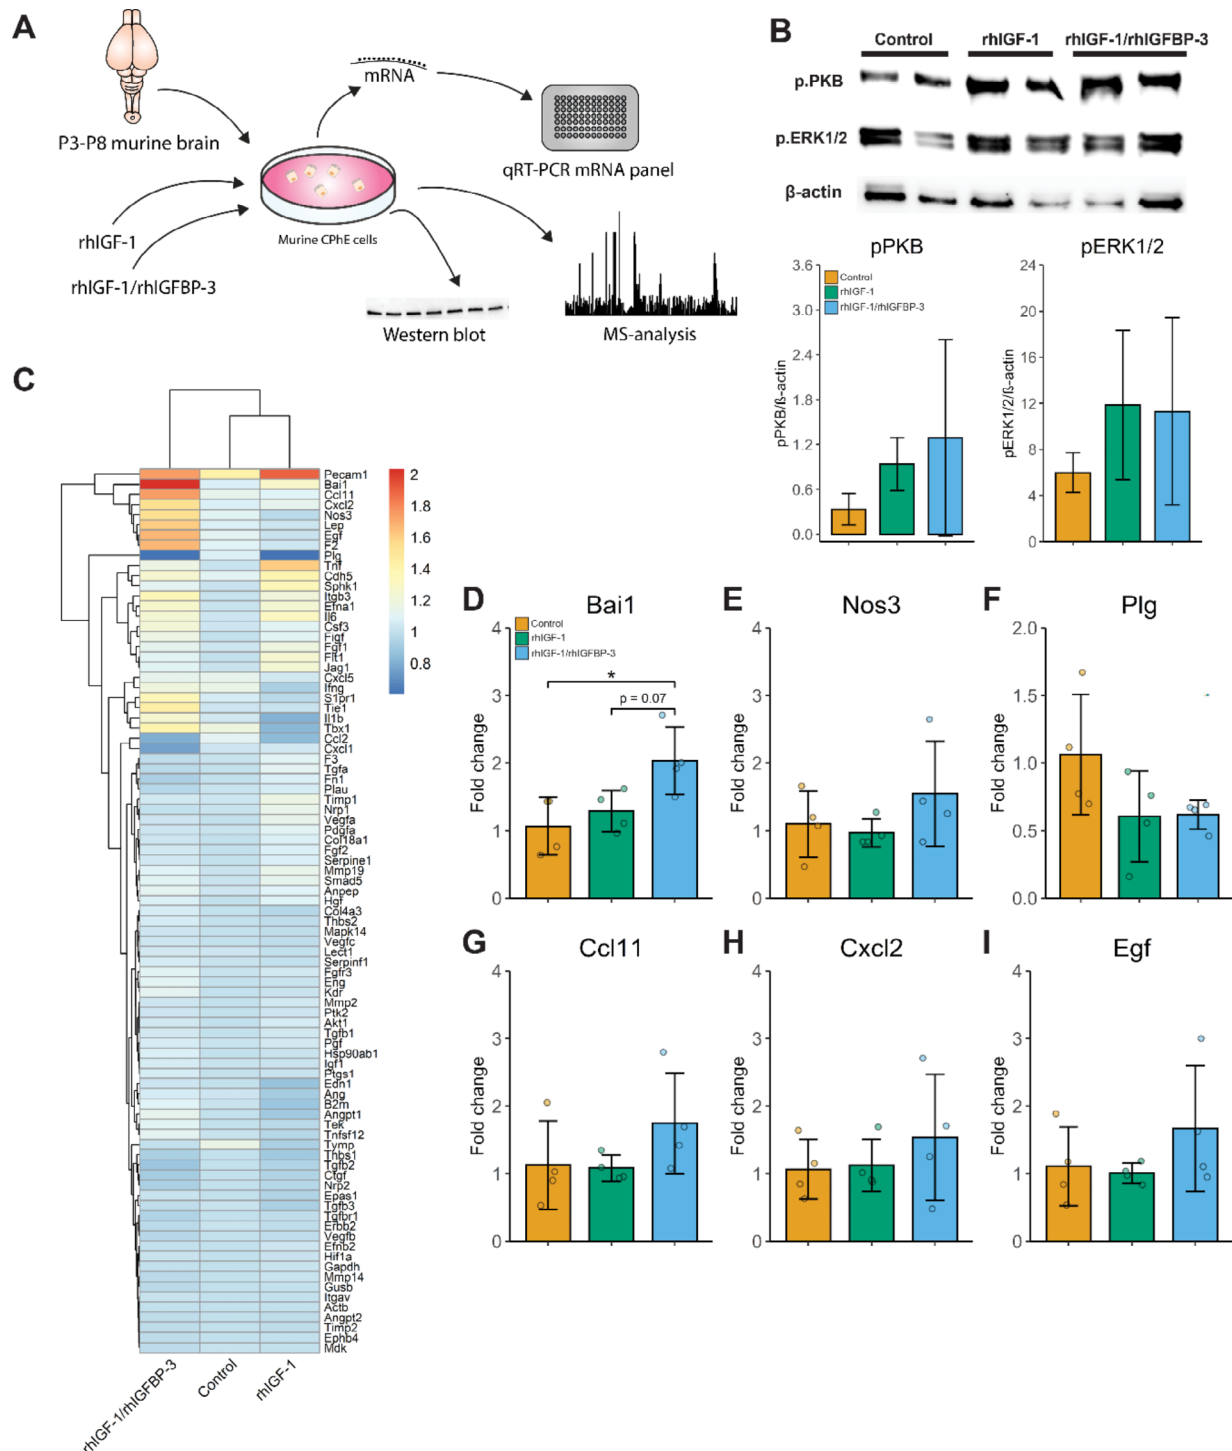 A
mRNA
P3-P8 murine brain
qRT-PCR mRNA panel
rhIGF-1
Murine CPhE cells
rhIGF-1/rhIGFBP-3
Western blot
MS-analysis
B
Control
rhIGF-1
rhIGF-1/rhIGFBP-3
p.PKB
p.ERK1/2
ß-actin
pPKB
3.6
3.0
2.4
1.8
1.2
0.6
0.0
pPKB/ß-actin
Control
rhIGF-1
rhIGF-1/rhIGFBP-3
pERK1/2
24
20
16
12
8
4
0
pERK1/2/ß-actin
C
2
1.8
1.6
1.4
1.2
1
0.8
Pecam1
Bai1
Ccl11
Cxcl2
Nos3
Lep
Egf
F2
Plg
Tnf
Cdh5
Sphk1
Itgb3
Efna1
Il6
Csf3
Figf
Fgf1
Flt1
Jag1
Cxcl5
Ifng
S1pr1
Tie1
Il1b
Tbx1
Ccl2
Cxcl1
F3
Tgfa
Fn1
Plau
Timp1
Nrp1
Vegfa
Pdgfa
Col18a1
Fgf2
Serpine1
Mmp19
Smad5
Anpep
Hgf
Col4a3
Thbs2
Mapk14
Vegfc
Lect1
Serpinf1
Fgfr3
Eng
Kdr
Mmp2
Ptk2
Akt1
Tgfb1
Pgf
Hsp90ab1
Igf1
Ptgs1
Edn1
Ang
B2m
Angpt1
Tek
Tnfsf12
Tymp
Thbs1
Tgfb2
Ctgf
Nrp2
Epas1
Tgfb3
Tgfbr1
Erbb2
Vegfb
Efnb2
Hif1a
Gapdh
Mmp14
Gusb
Itgav
Actb
Angpt2
Timp2
Ephb4
Mdk
rhIGF-1/rhIGFBP-3
Control
rhIGF-1
D
Bai1
4
3
2
1
0
Fold change
Control
rhIGF-1
rhIGF-1/rhIGFBP-3
*
p = 0.07
E
Nos3
4
3
2
1
0
Fold change
F
Plg
2.0
1.5
1.0
0.5
0.0
Fold change
G
Ccl11
4
3
2
1
0
Fold change
H
Cxcl2
4
3
2
1
0
Fold change
I
Egf
4
3
2
1
0
Fold change